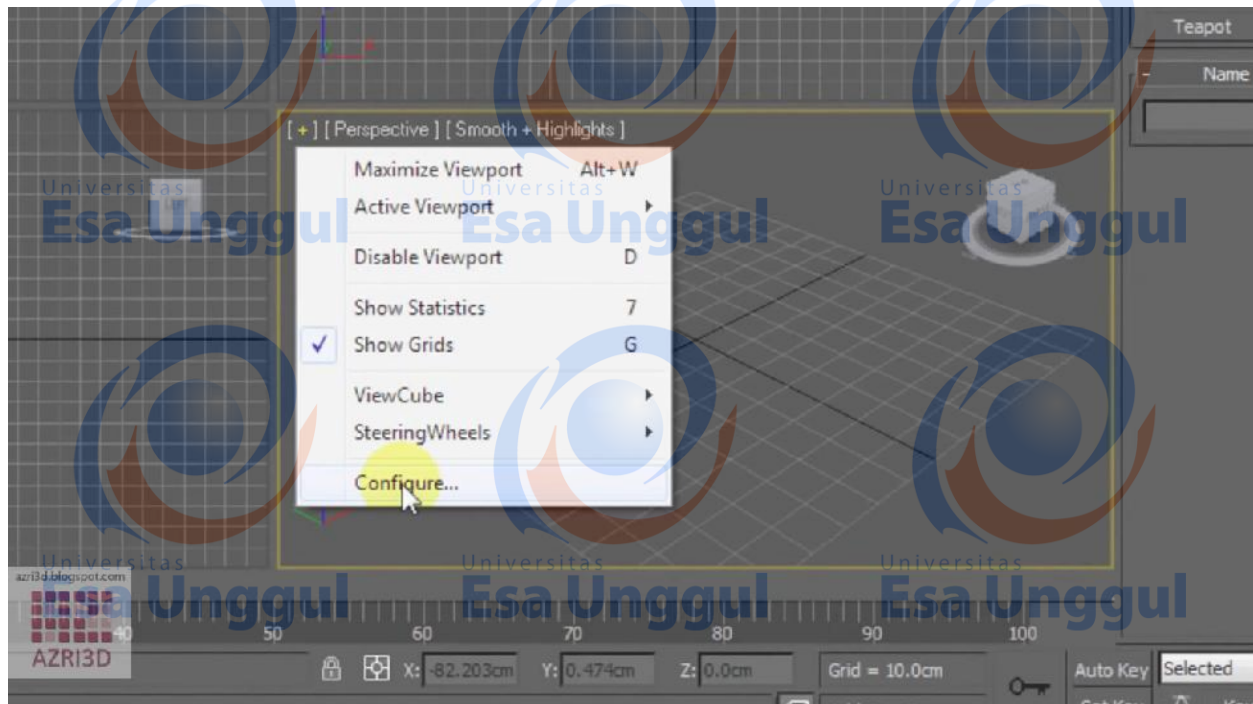 Teapot
- Name
[ + ] [ Perspective ] [ Smooth + Highlights ]
Maximize Viewport Alt+W
Active Viewport
Disable Viewport D
Show Statistics 7
Show Grids G
ViewCube
SteeringWheels
Configure...
Universitas
Esa Unggul
Universitas
Esa Unggul
Universitas
Esa Unggul
Universitas
Esa Unggul
Universitas
Esa Unggul
Universitas
Esa Unggul
azri3d.blogspot.com
AZRI3D
40 50 60 70 80 90 100
X: -82.203cm Y: 0.474cm Z: 0.0cm Grid = 10.0cm Auto Key Selected